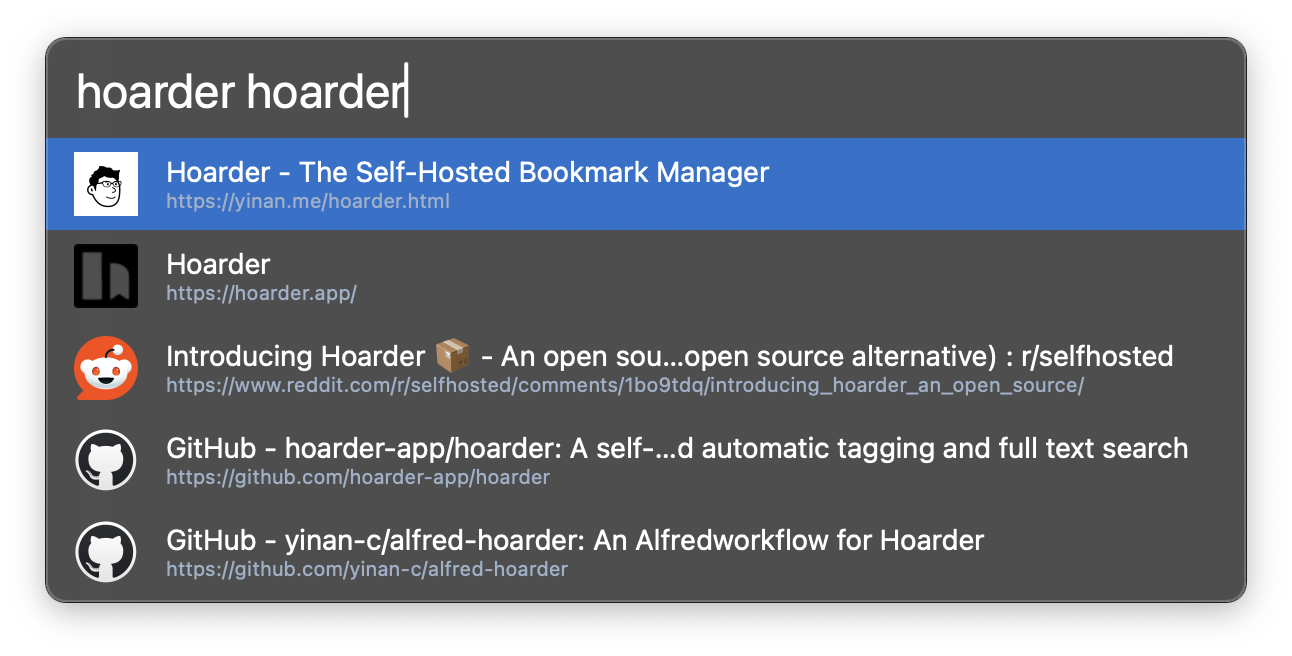 hoarder hoarder
Hoarder - The Self-Hosted Bookmark Manager
https://yinan.me/hoarder.html
Hoarder
https://hoarder.app/
Introducing Hoarder 📦 - An open sou...open source alternative) : r/selfhosted
https://www.reddit.com/r/selfhosted/comments/1bo9tdq/introducing_hoarder_an_open_source/
GitHub - hoarder-app/hoarder: A self-...d automatic tagging and full text search
https://github.com/hoarder-app/hoarder
GitHub - yinan-c/alfred-hoarder: An Alfredworkflow for Hoarder
https://github.com/yinan-c/alfred-hoarder